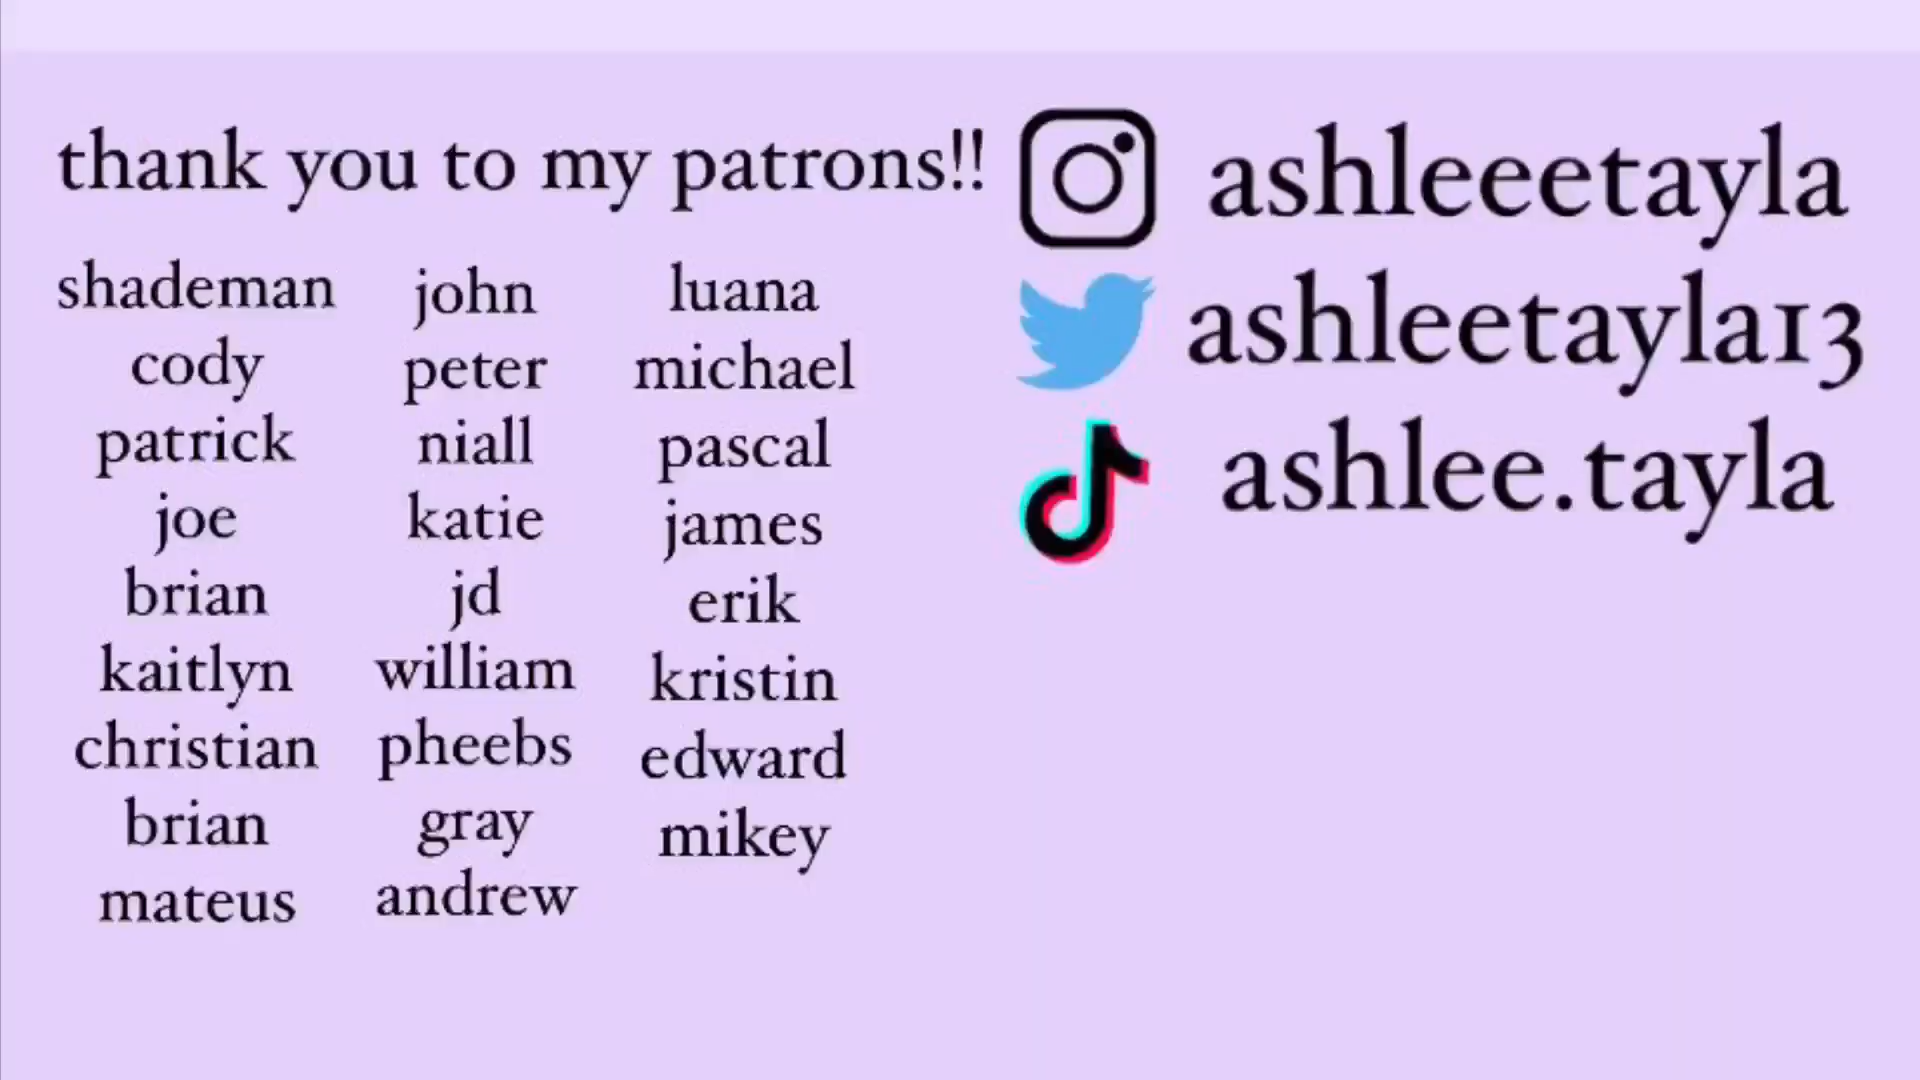 thank you to my patrons!!
shademan
cody
patrick
joe
brian
kaitlyn
christian
brian
mateus
john
peter
niall
katie
jd
william
pheebs
gray
andrew
luana
michael
pascal
james
erik
kristin
edward
mikey
ashleeetayla
ashleetayla13
ashlee.tayla